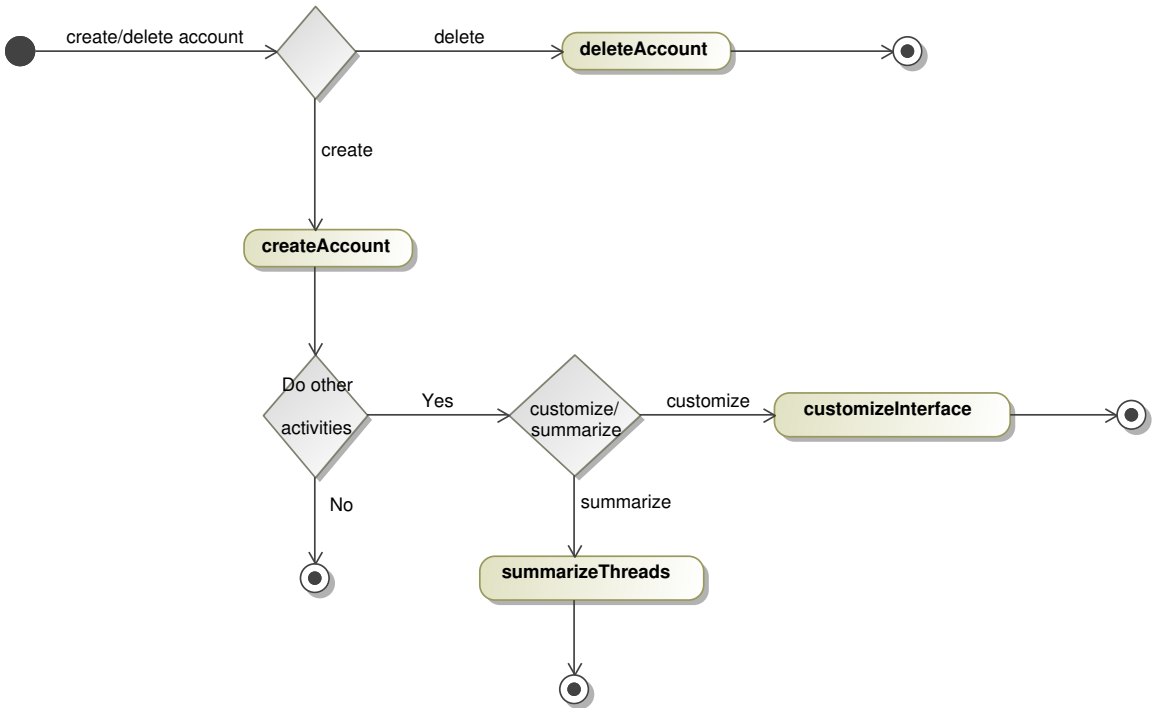 create/delete account
delete
deleteAccount
create
createAccount
Do other
activities
Yes
customize/
summarize
customize
customizeInterface
No
summarize
summarizeThreads